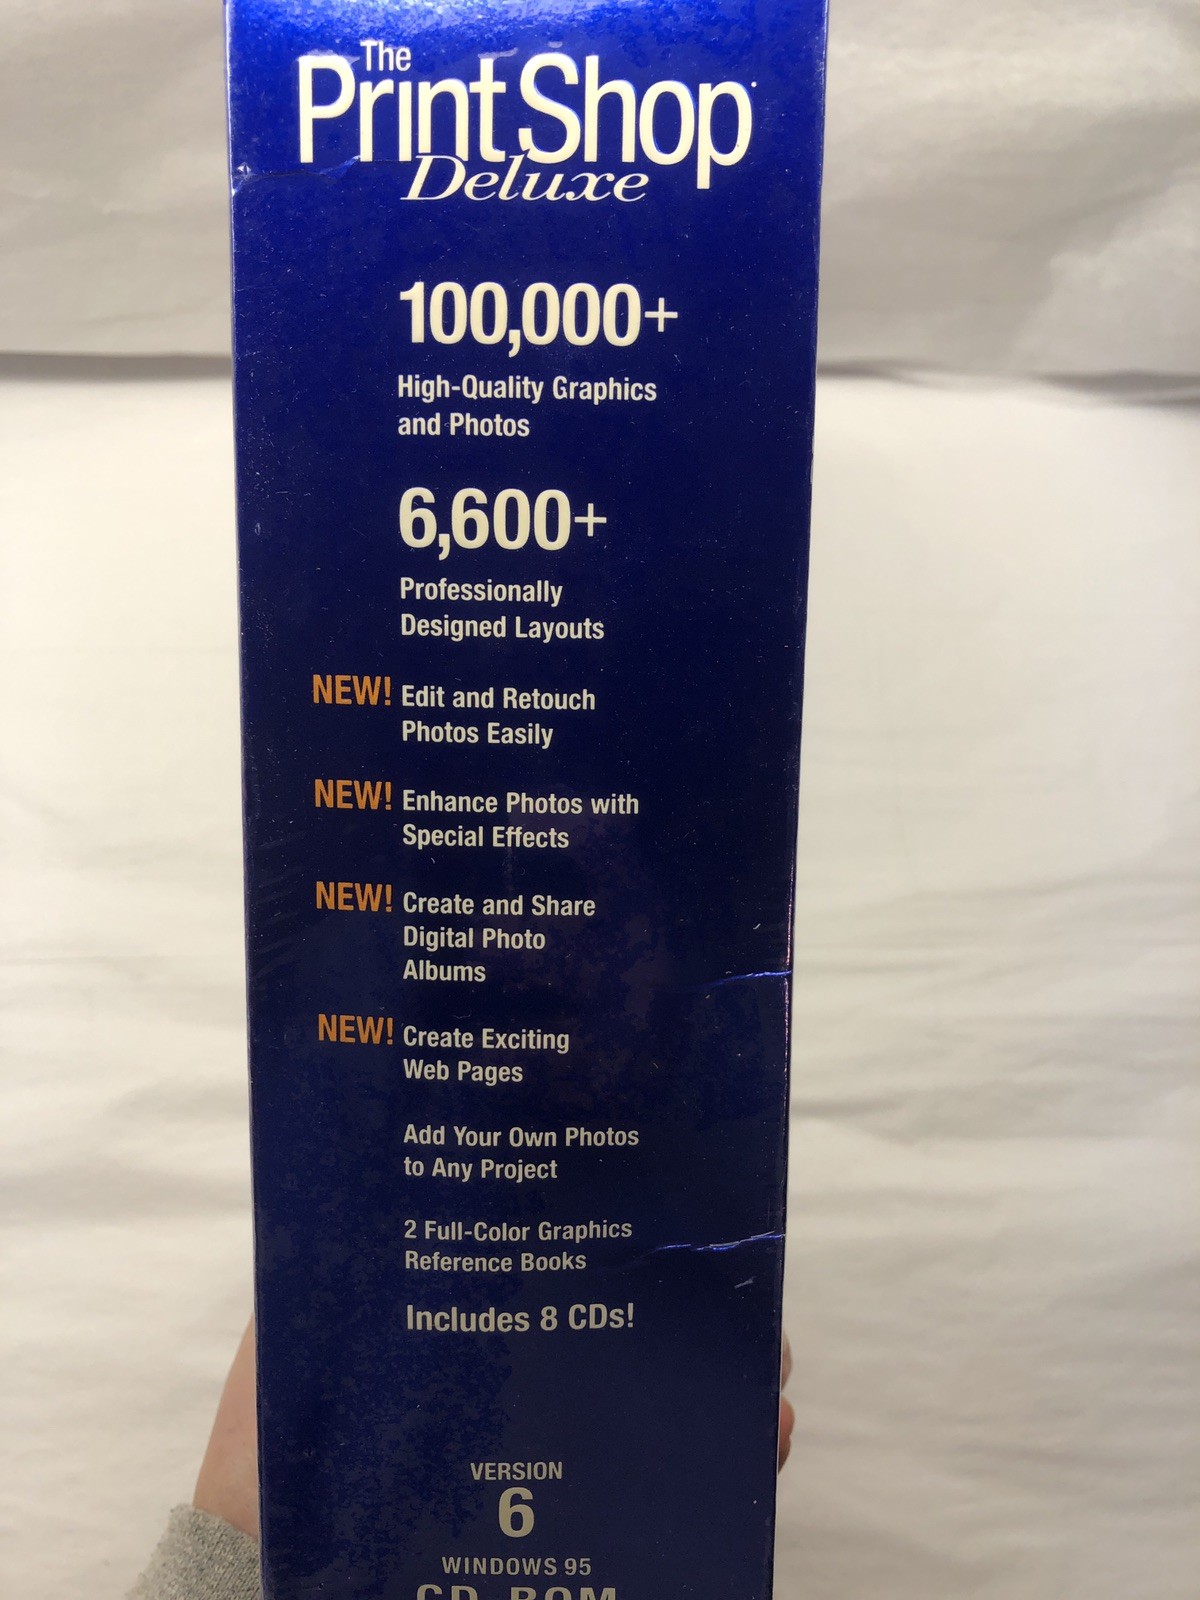 The
PrintShop
Deluxe
100,000+
High-Quality Graphics
and Photos
6,600+
Professionally
Designed Layouts
NEW! Edit and Retouch
Photos Easily
NEW! Enhance Photos with
Special Effects
NEW! Create and Share
Digital Photo
Albums
NEW! Create Exciting
Web Pages
Add Your Own Photos
to Any Project
2 Full-Color Graphics
Reference Books
Includes 8 CDs!
VERSION
6
WINDOWS 95
CD-ROM